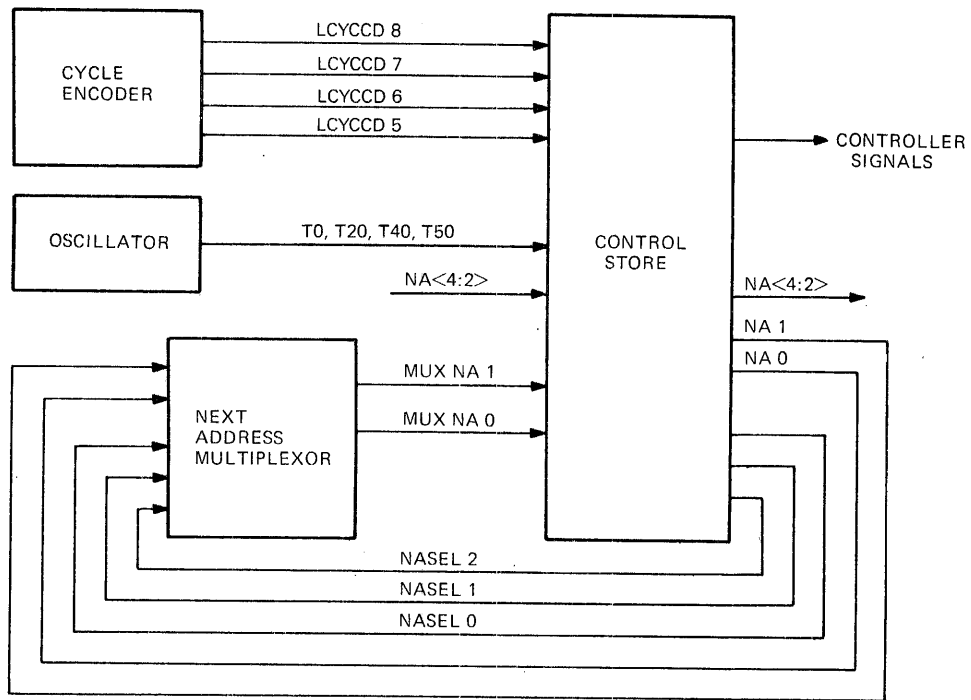 LCYCCD 8
LCYCCD 7
LCYCCD 6
LCYCCD 5
CYCLE
ENCODER
CONTROLLER
SIGNALS
OSCILLATOR
T0, T20, T40, T50
CONTROL
STORE
NA<4:2>
NA<4:2>
NA 1
NA 0
MUX NA 1
MUX NA 0
NEXT
ADDRESS
MULTIPLEXOR
NASEL 2
NASEL 1
NASEL 0